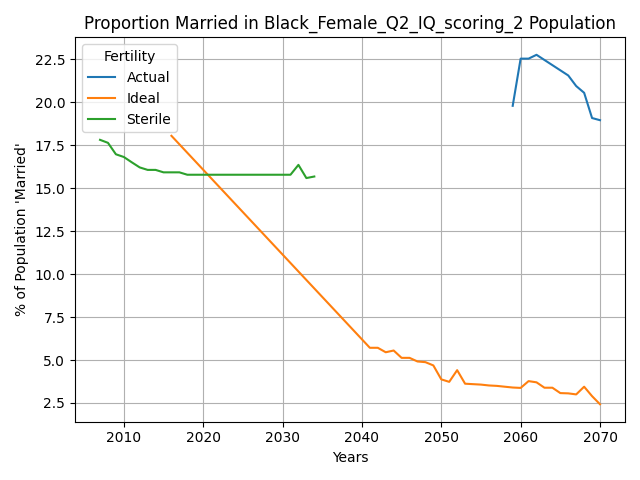 Proportion Married in Black_Female_Q2_IQ_scoring_2 Population
Fertility
Actual
Ideal
Sterile
22.5
20.0
17.5
15.0
12.5
10.0
7.5
5.0
2.5
% of Population 'Married'
2010 2020 2030 2040 2050 2060 2070
Years